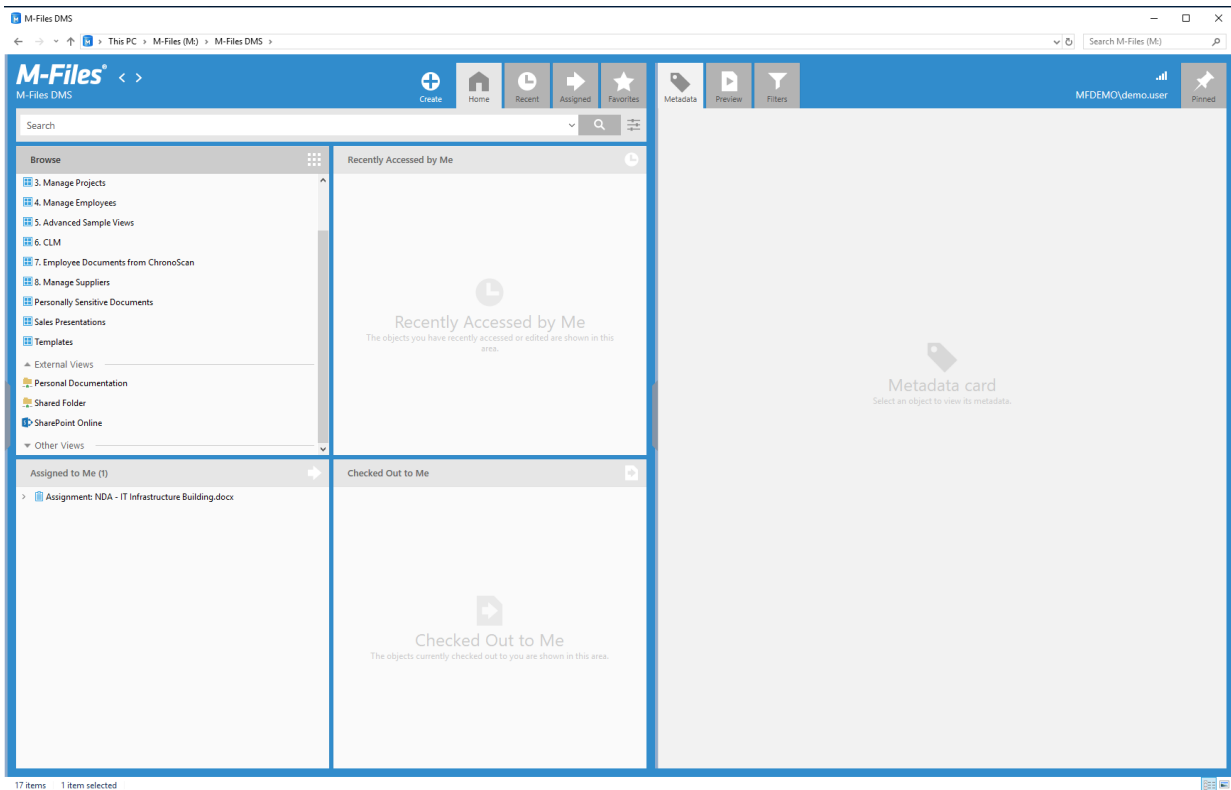 M-Files DMS
This PC > M-Files (M:) > M-Files DMS >
Search M-Files (M:)
M-Files®
M-Files DMS
Create
Home
Recent
Assigned
Favorites
Metadata
Preview
Filters
MFDEMO\demo.user
Pinned
Search
Browse
3. Manage Projects
4. Manage Employees
5. Advanced Sample Views
6. CLM
7. Employee Documents from ChronoScan
8. Manage Suppliers
Personally Sensitive Documents
Sales Presentations
Templates
External Views
Personal Documentation
Shared Folder
SharePoint Online
Other Views
Recently Accessed by Me
Recently Accessed by Me
The objects you have recently accessed or edited are shown in this
area.
Metadata card
Select an object to view its metadata.
Assigned to Me (1)
Assignment: NDA - IT Infrastructure Building.docx
Checked Out to Me
Checked Out to Me
The objects currently checked out to you are shown in this area.
17 items 1 item selected